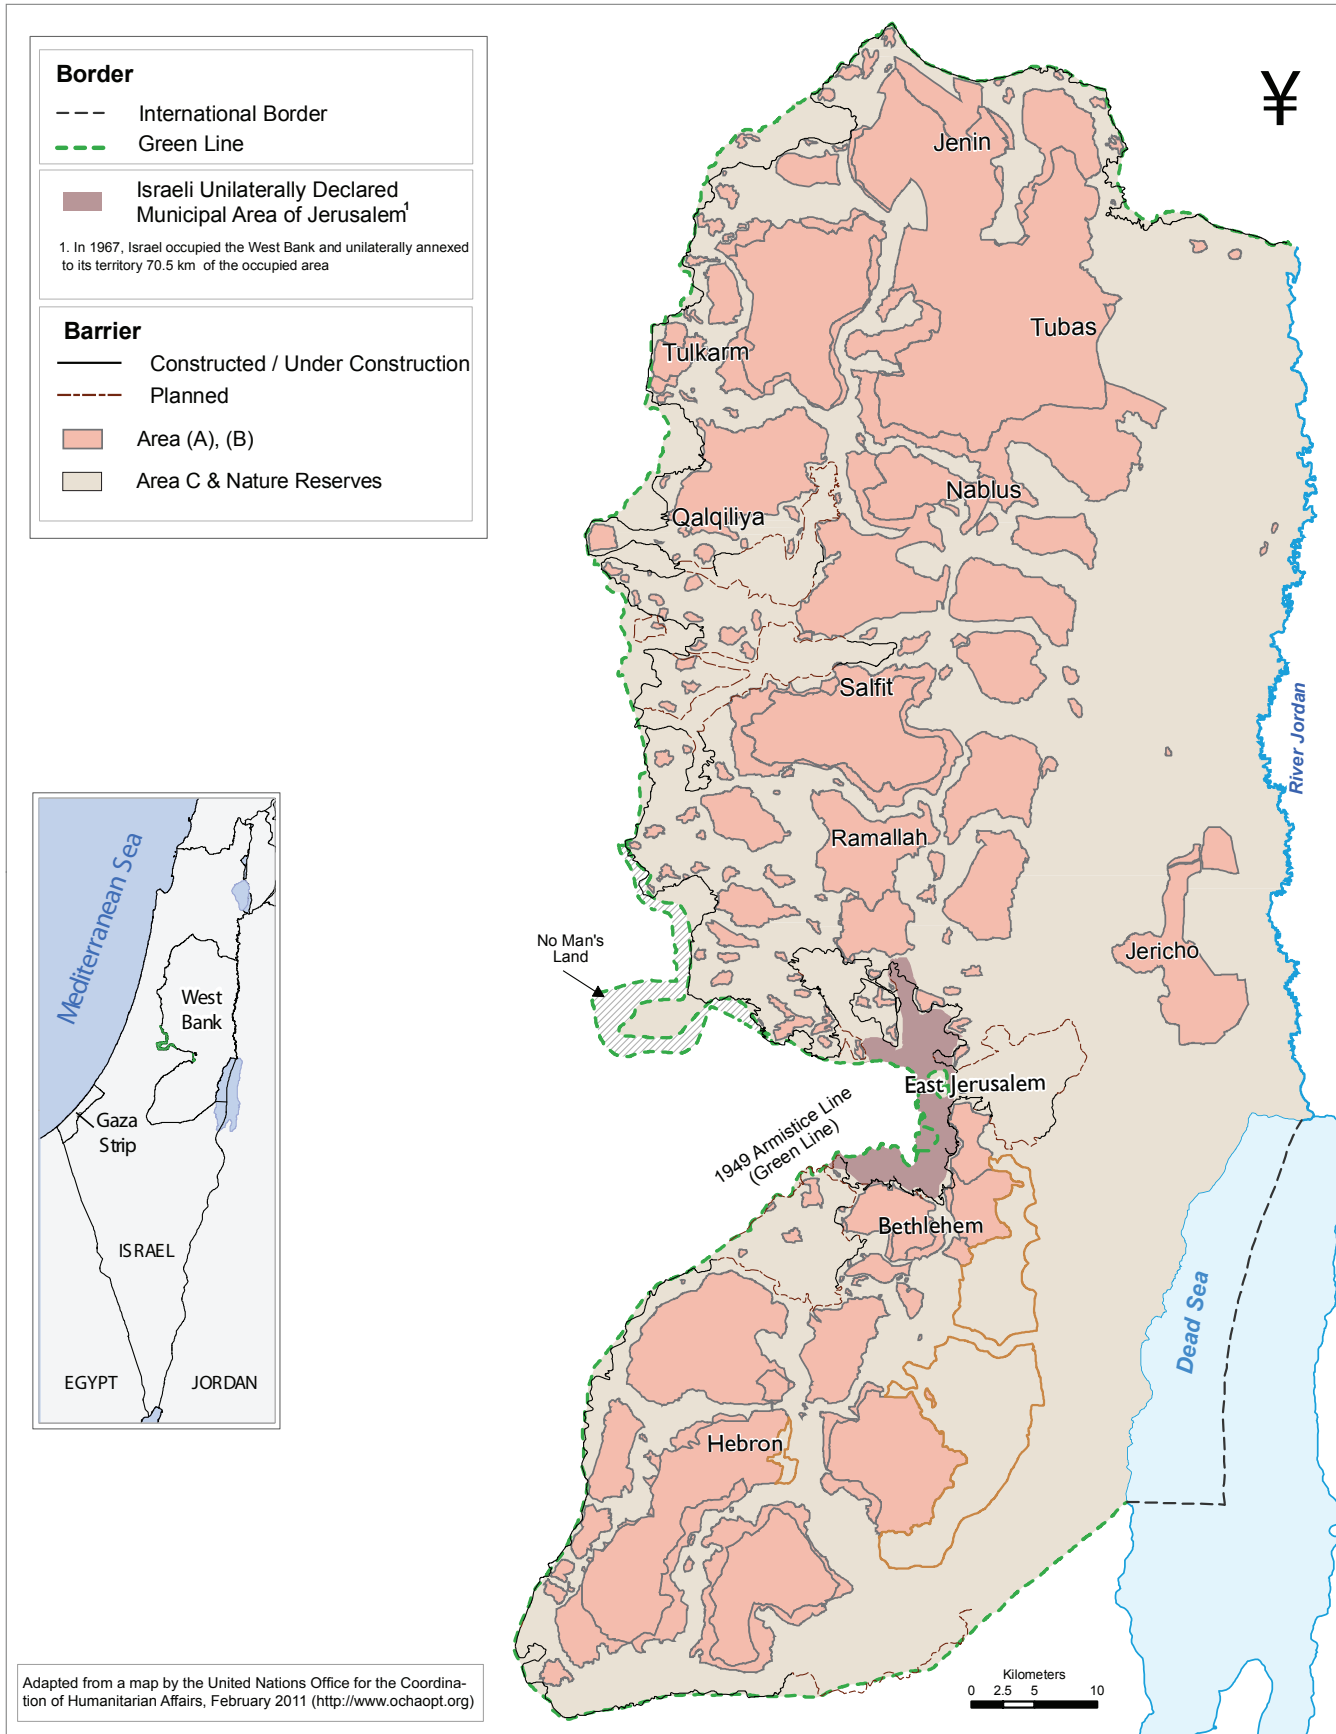 Border
International Border
Green Line
Israeli Unilaterally Declared
Municipal Area of Jerusalem¹
1. In 1967, Israel occupied the West Bank and unilaterally annexed
to its territory 70.5 km of the occupied area
Barrier
Constructed / Under Construction
Planned
Area (A), (B)
Area C & Nature Reserves
¥
Jenin
Tubas
Tulkarm
Nablus
Qalqiliya
Salfit
River Jordan
Ramallah
No Man's
Land
Jericho
East Jerusalem
1949 Armistice Line
(Green Line)
Bethlehem
Dead Sea
Hebron
Mediterranean Sea
West
Bank
Gaza
Strip
ISRAEL
EGYPT
JORDAN
Kilometers
0 2.5 5 10
Adapted from a map by the United Nations Office for the Coordina-
tion of Humanitarian Affairs, February 2011 (http://www.ochaopt.org)